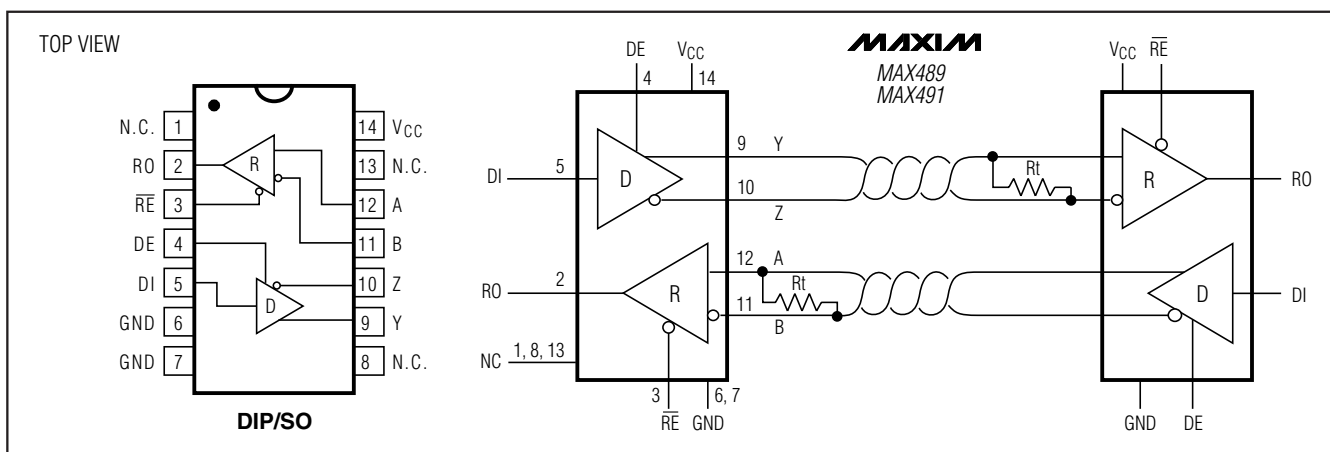 TOP VIEW
MAXIM
MAX489
MAX491
N.C. 1
RO 2
RE 3
DE 4
DI 5
GND 6
GND 7
14 VCC
13 N.C.
12 A
11 B
10 Z
9 Y
8 N.C.
R
D
DIP/SO
DE
4
VCC
14
DI
5
D
9 Y
10
Z
Rt
RO
2
R
12 A
11
B
Rt
NC
1, 8, 13
3
RE
6, 7
GND
VCC
RE
R
RO
D
DI
GND
DE